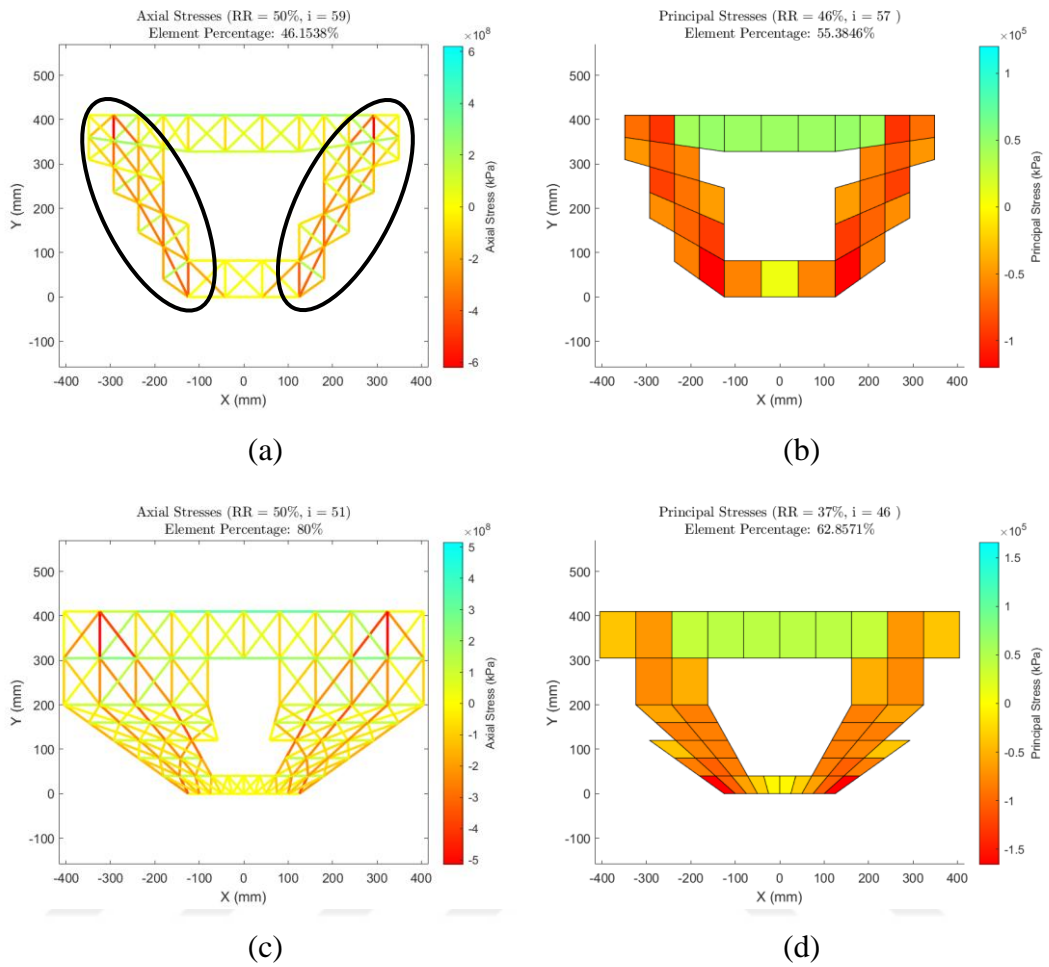 Axial Stresses (RR = 50%, i = 59)
Element Percentage: 46.1538%
×10⁸
500
400
300
200
100
0
-100
Y (mm)
-400 -300 -200 -100 0 100 200 300 400
X (mm)
6
4
2
0
-2
-4
-6
Axial Stress (kPa)
(a)
Principal Stresses (RR = 46%, i = 57 )
Element Percentage: 55.3846%
×10⁵
500
400
300
200
100
0
-100
Y (mm)
-400 -300 -200 -100 0 100 200 300 400
X (mm)
1
0.5
0
-0.5
-1
Principal Stress (kPa)
(b)
Axial Stresses (RR = 50%, i = 51)
Element Percentage: 80%
×10⁸
500
400
300
200
100
0
-100
Y (mm)
-400 -300 -200 -100 0 100 200 300 400
X (mm)
5
4
3
2
1
0
-1
-2
-3
-4
-5
Axial Stress (kPa)
(c)
Principal Stresses (RR = 37%, i = 46 )
Element Percentage: 62.8571%
×10⁵
500
400
300
200
100
0
-100
Y (mm)
-400 -300 -200 -100 0 100 200 300 400
X (mm)
1.5
1
0.5
0
-0.5
-1
-1.5
Principal Stress (kPa)
(d)